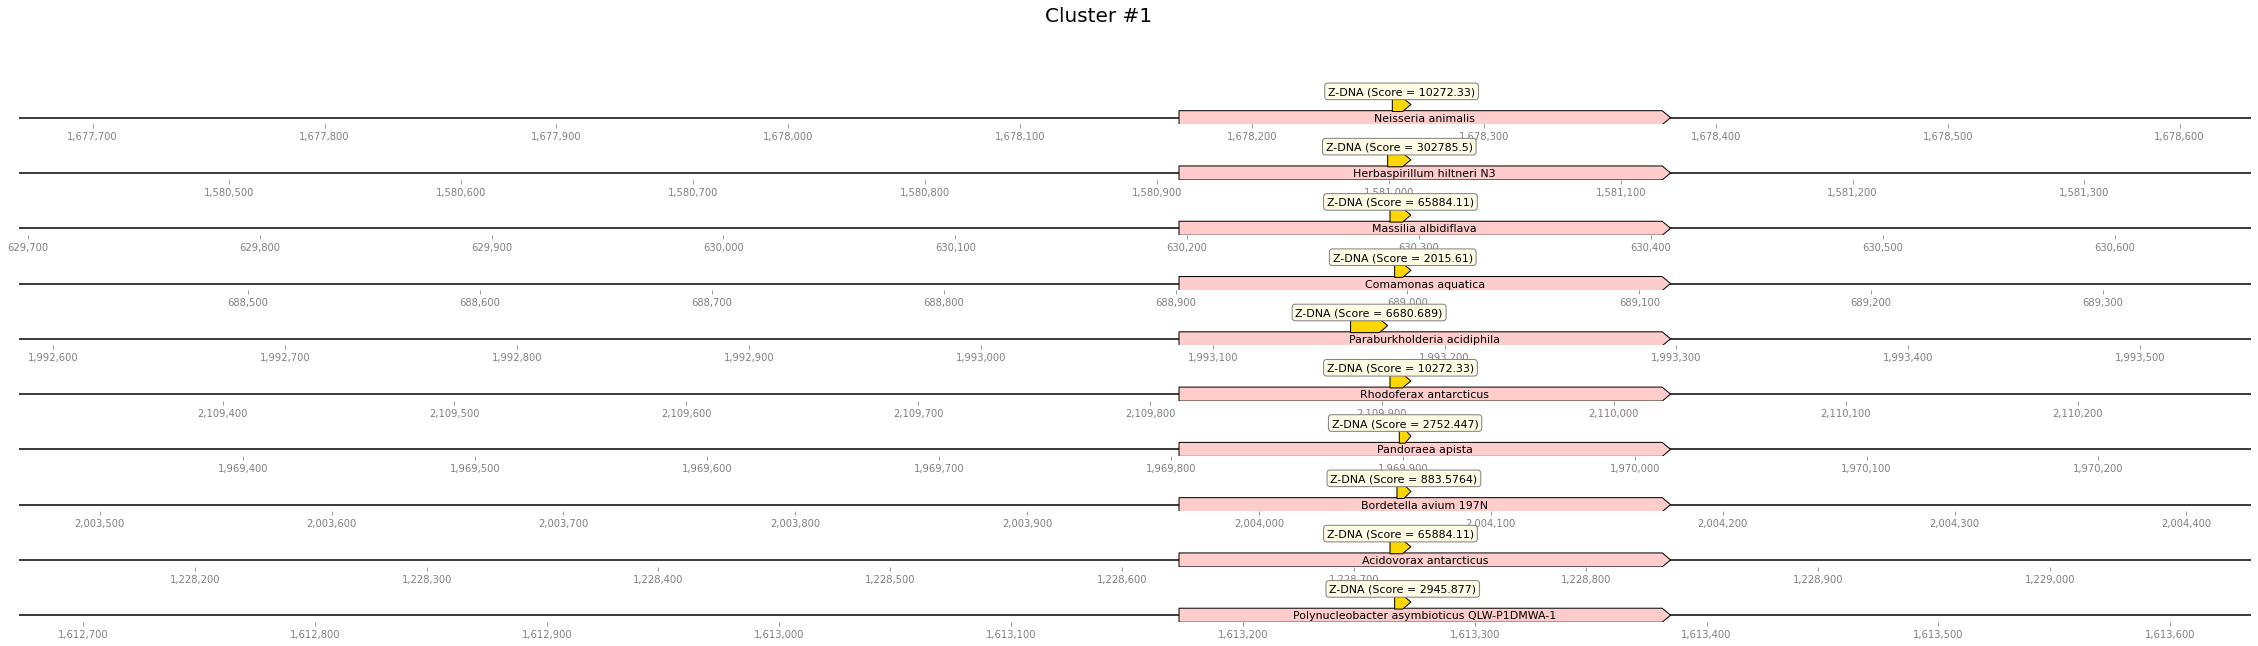 Cluster #1
Z-DNA (Score = 10272.33)
Neisseria animalis
1,677,700 1,677,800 1,677,900 1,678,000 1,678,100 1,678,200 1,678,300 1,678,400 1,678,500 1,678,600
Z-DNA (Score = 302785.5)
Herbaspirillum hiltneri N3
1,580,500 1,580,600 1,580,700 1,580,800 1,580,900 1,581,000 1,581,100 1,581,200 1,581,300
Z-DNA (Score = 65884.11)
Massilia albidiflava
629,700 629,800 629,900 630,000 630,100 630,200 630,300 630,400 630,500 630,600
Z-DNA (Score = 2015.61)
Comamonas aquatica
688,500 688,600 688,700 688,800 688,900 689,000 689,100 689,200 689,300
Z-DNA (Score = 6680.689)
Paraburkholderia acidiphila
1,992,600 1,992,700 1,992,800 1,992,900 1,993,000 1,993,100 1,993,200 1,993,300 1,993,400 1,993,500
Z-DNA (Score = 10272.33)
Rhodoferax antarcticus
2,109,400 2,109,500 2,109,600 2,109,700 2,109,800 2,109,900 2,110,000 2,110,100 2,110,200
Z-DNA (Score = 2752.447)
Pandoraea apista
1,969,400 1,969,500 1,969,600 1,969,700 1,969,800 1,969,900 1,970,000 1,970,100 1,970,200
Z-DNA (Score = 883.5764)
Bordetella avium 197N
2,003,500 2,003,600 2,003,700 2,003,800 2,003,900 2,004,000 2,004,100 2,004,200 2,004,300 2,004,400
Z-DNA (Score = 65884.11)
Acidovorax antarcticus
1,228,200 1,228,300 1,228,400 1,228,500 1,228,600 1,228,700 1,228,800 1,228,900 1,229,000
Z-DNA (Score = 2945.877)
Polynucleobacter asymbioticus QLW-P1DMWA-1
1,612,700 1,612,800 1,612,900 1,613,000 1,613,100 1,613,200 1,613,300 1,613,400 1,613,500 1,613,600